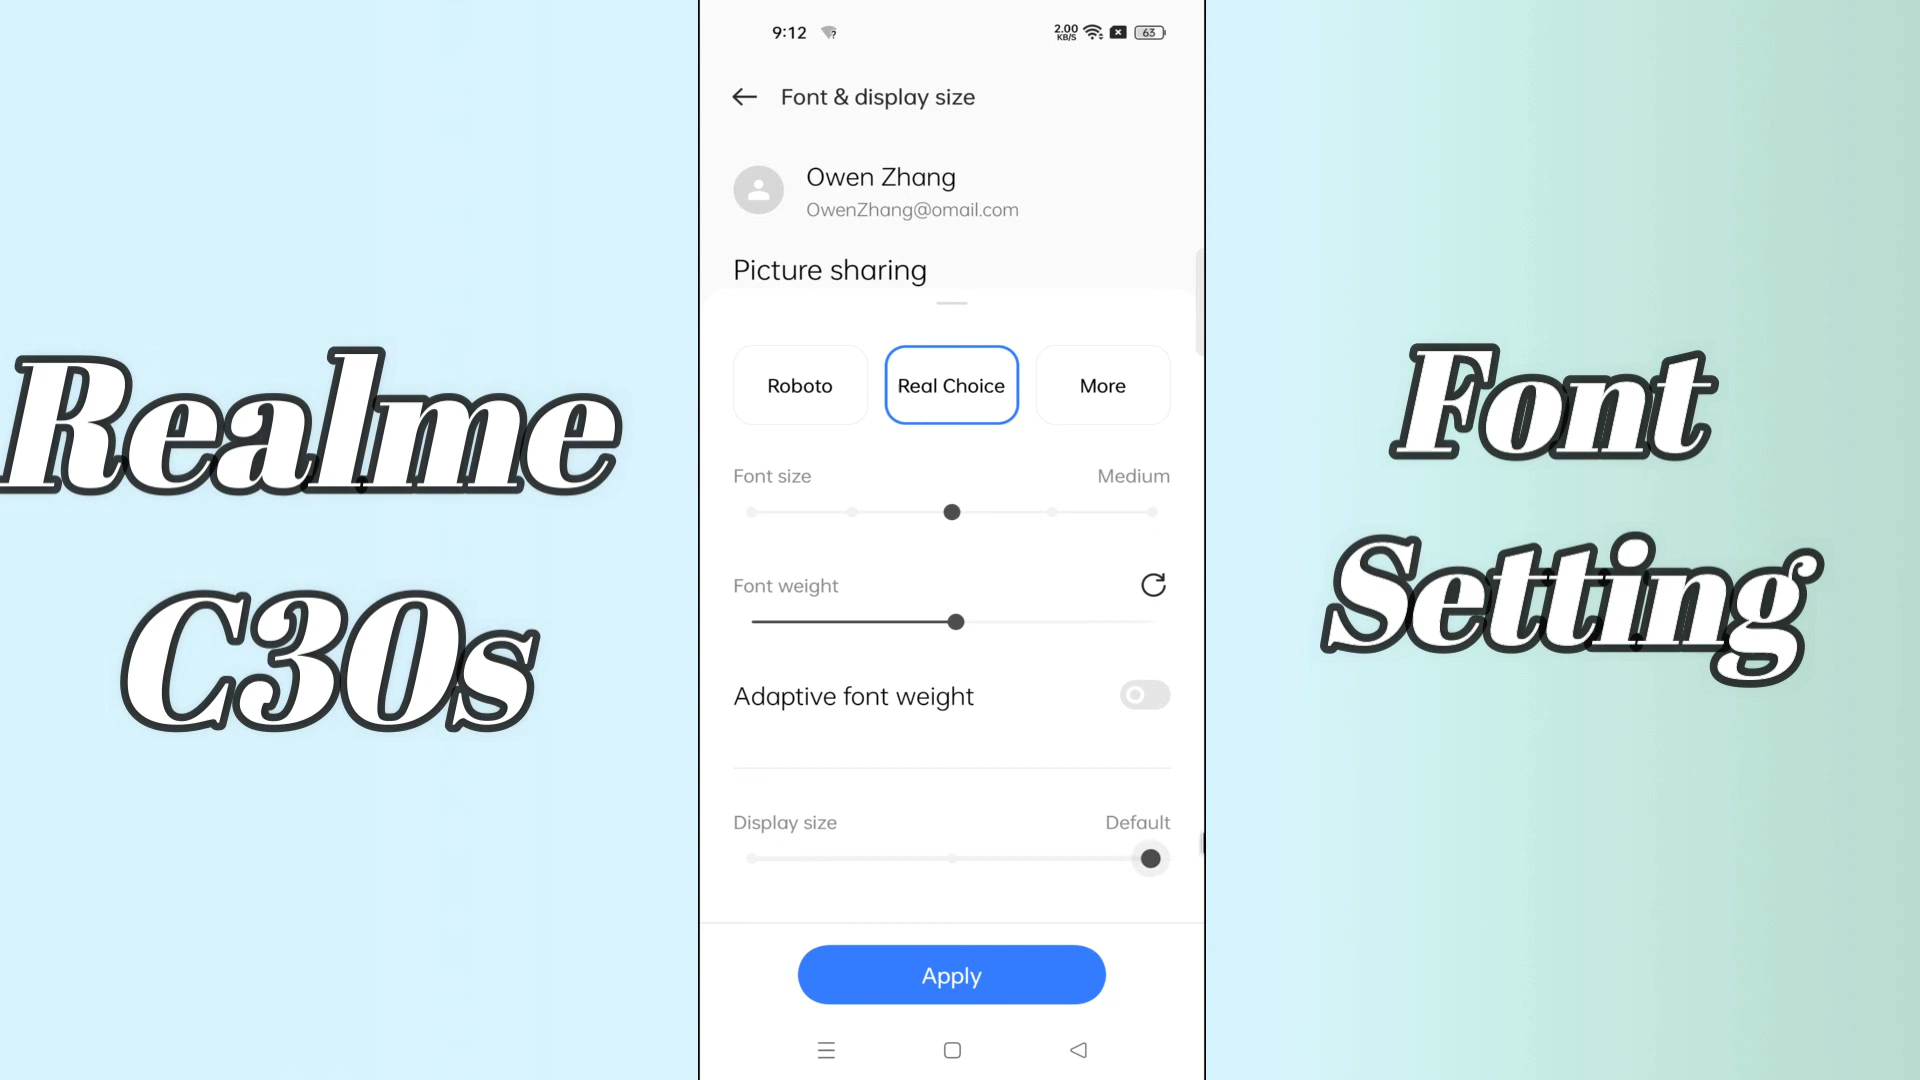 9:12
2.00 KB/S
63
Font & display size
Owen Zhang
OwenZhang@omail.com
Picture sharing
Roboto Real Choice More
Font size Medium
Font weight
Adaptive font weight
Display size Default
Apply
Realme
C30s
Font
Setting